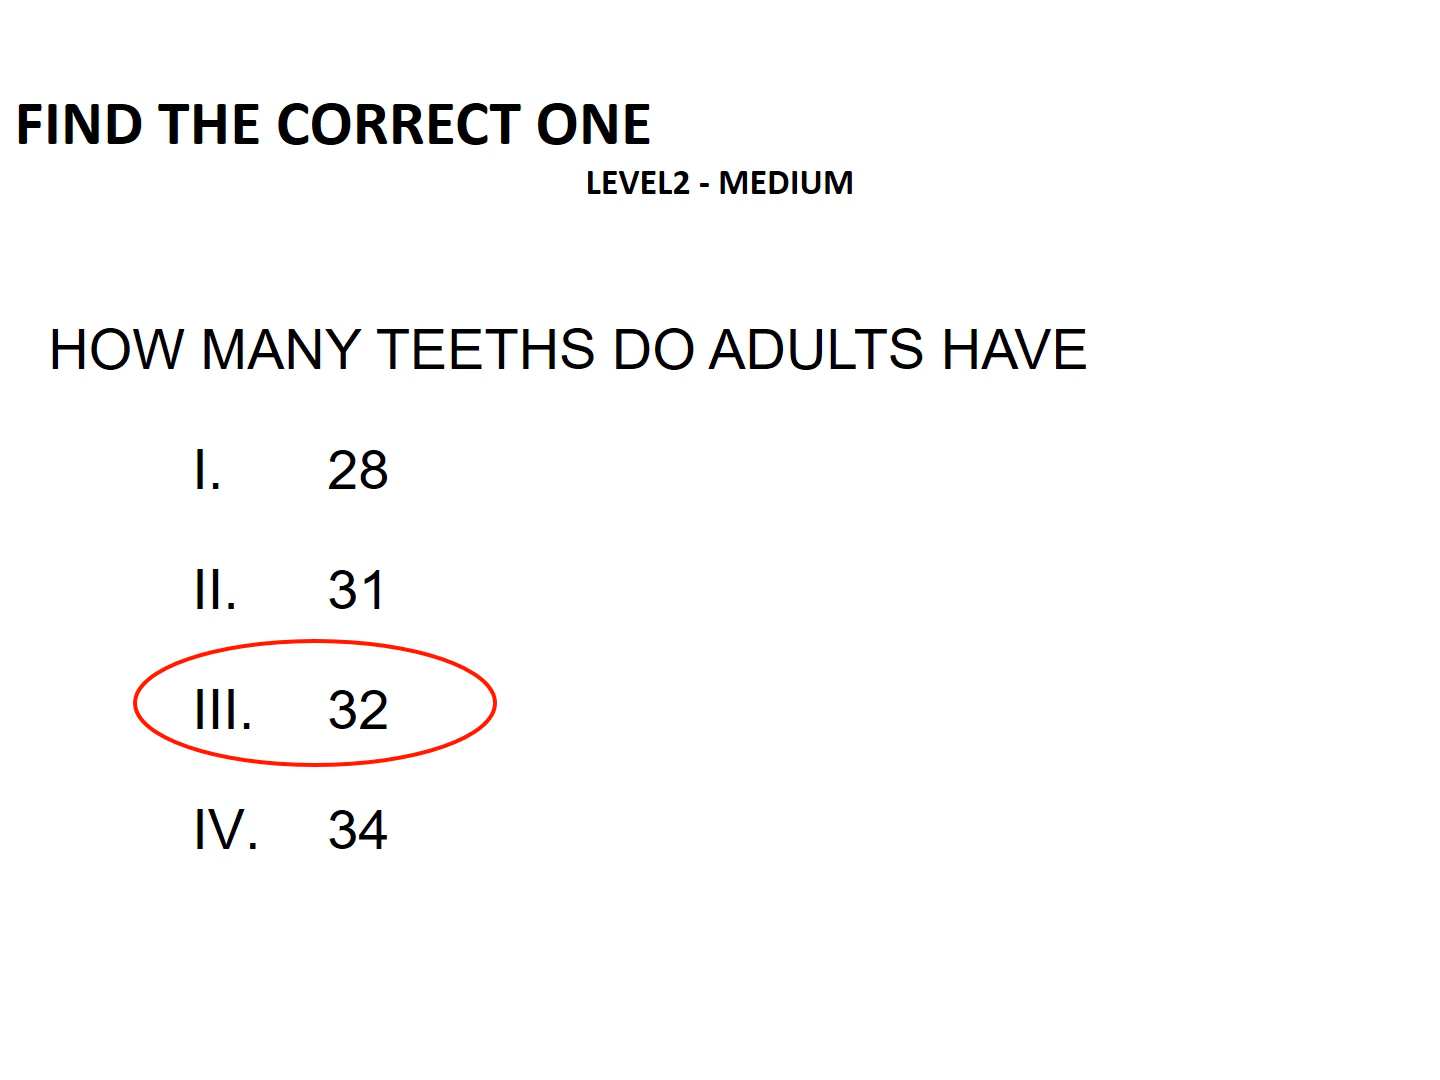 FIND THE CORRECT ONE
LEVEL2 - MEDIUM
HOW MANY TEETHS DO ADULTS HAVE
I. 28
II. 31
III. 32
IV. 34